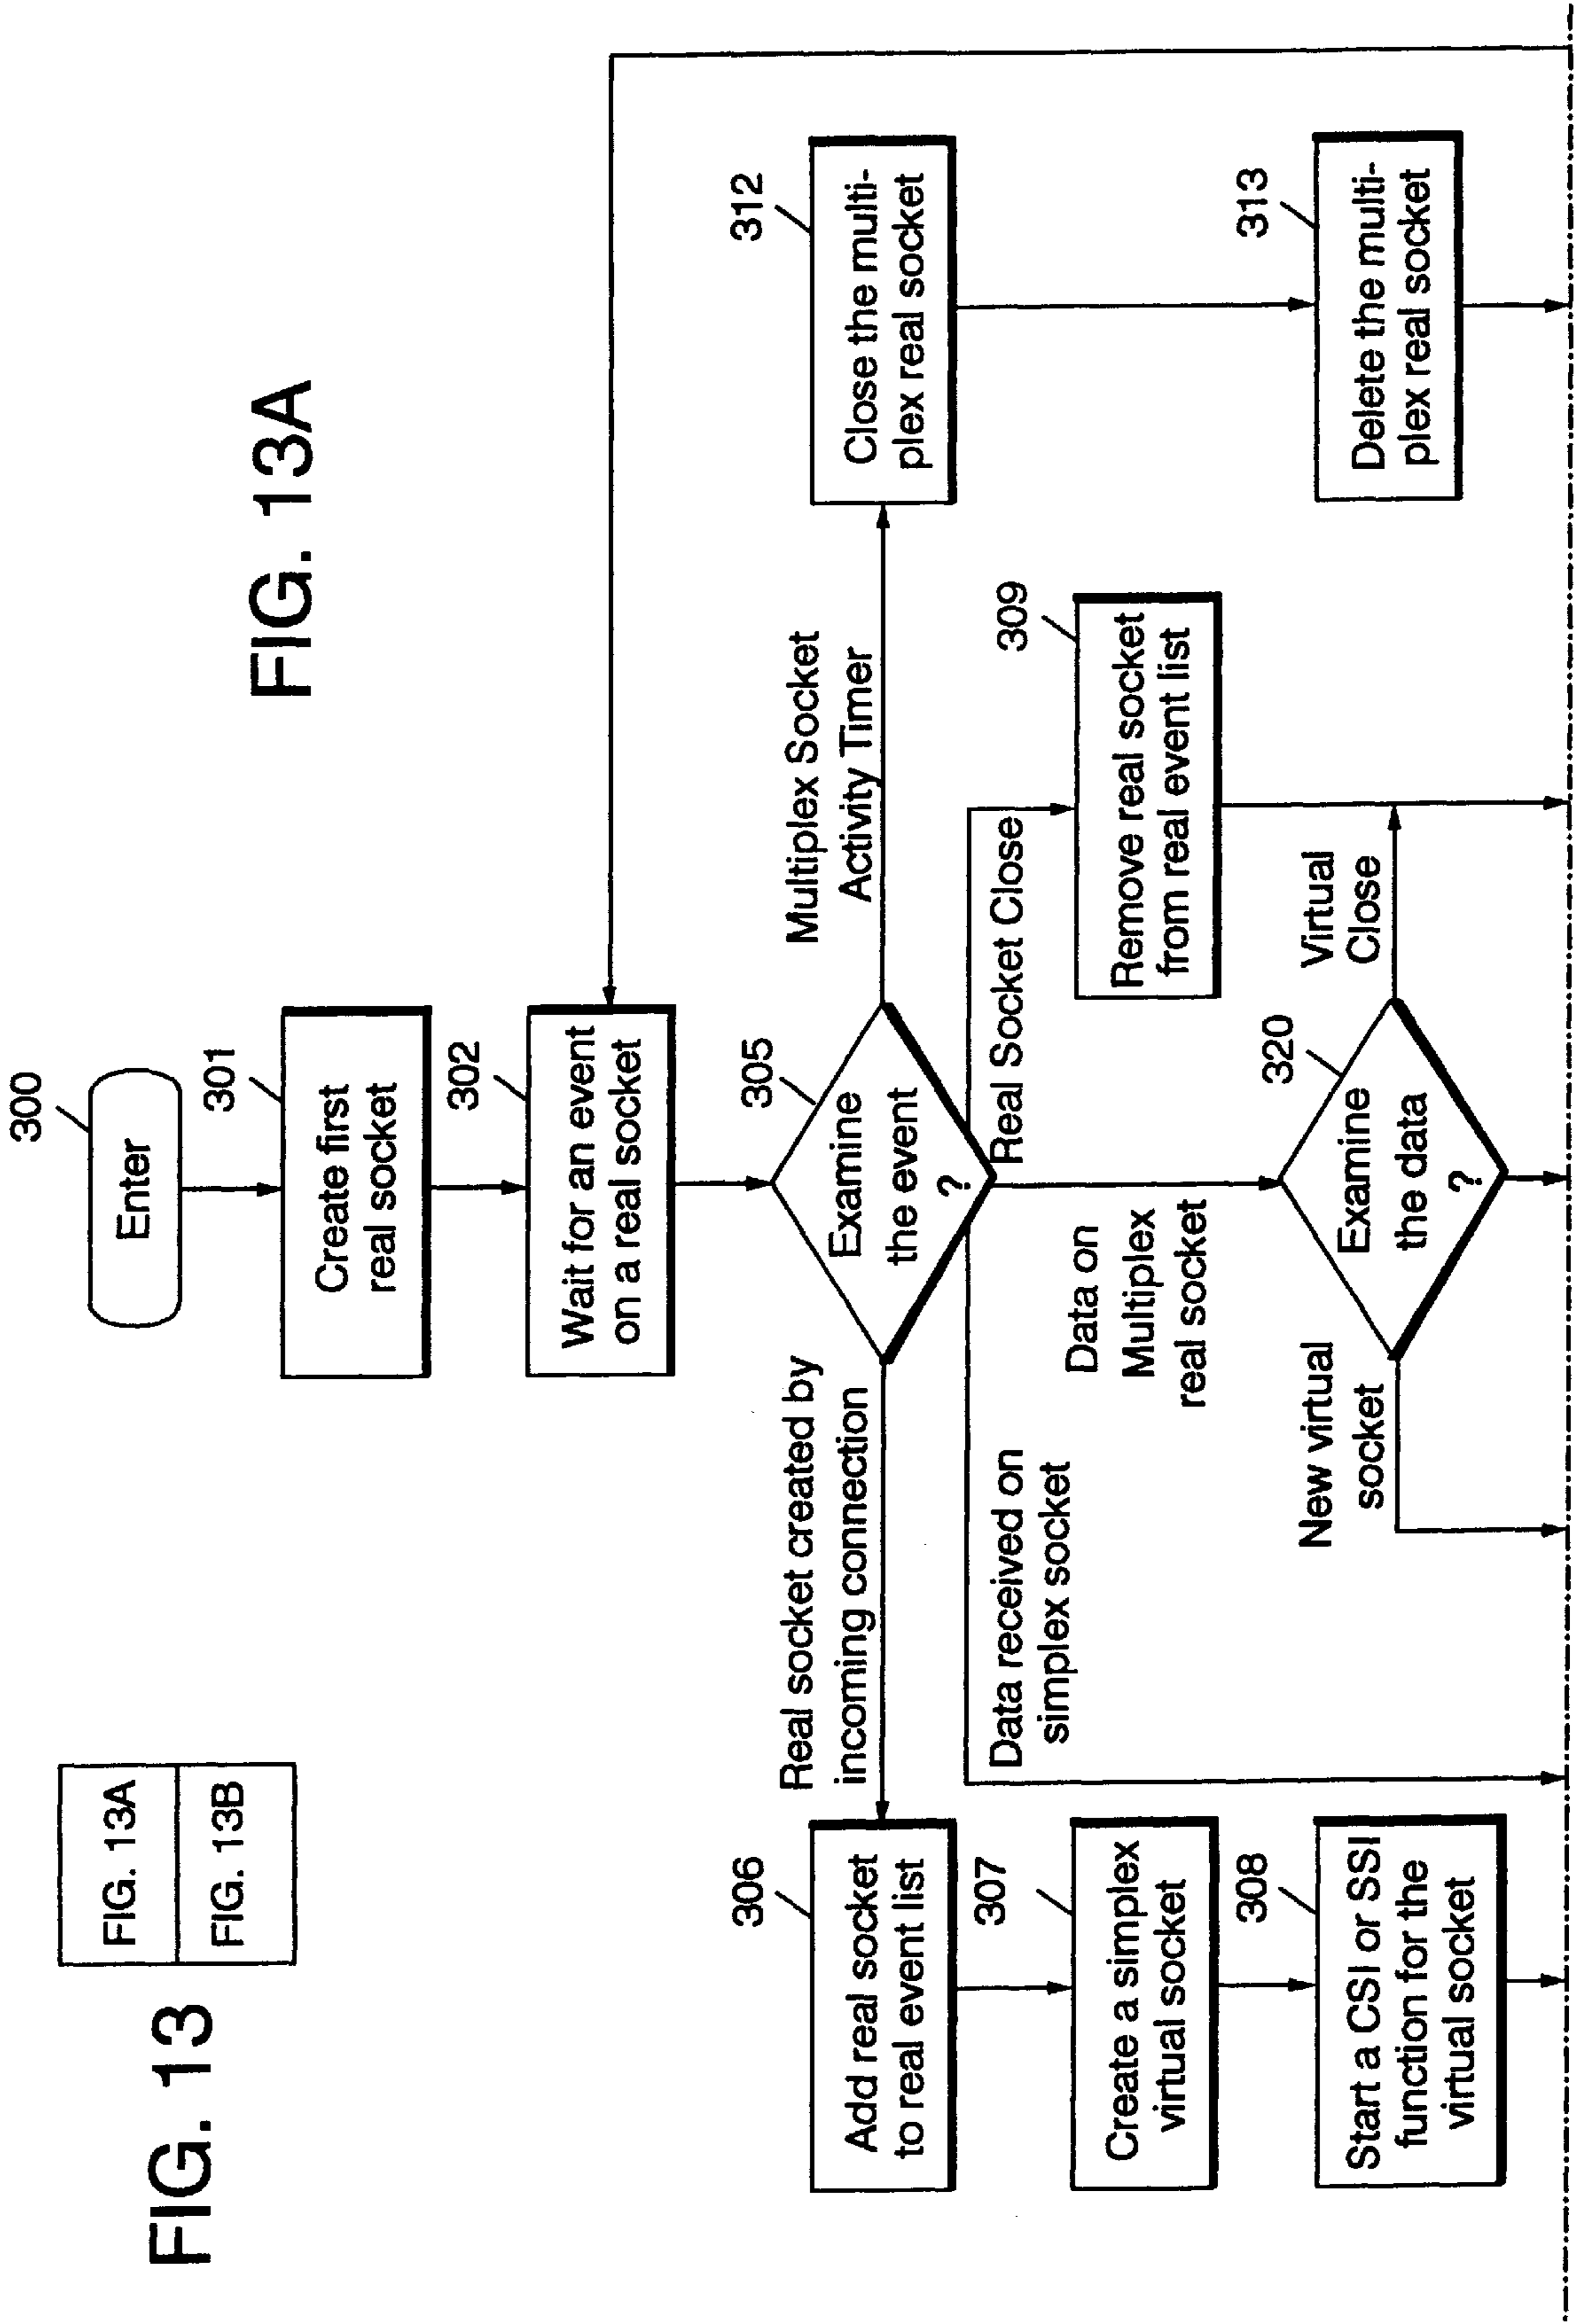 FIG. 13
FIG. 13A
FIG. 13B
FIG. 13A
300
Enter
301
Create first
real socket
302
Wait for an event
on a real socket
305
Examine
the event
?
Real socket created by
incoming connection
Multiplex Socket
Activity Timer
Data received on
simplex socket
Data on
Multiplex
real socket
Real Socket Close
306
Add real socket
to real event list
307
Create a simplex
virtual socket
308
Start a CSI or SSI
function for the
virtual socket
309
Remove real socket
from real event list
312
Close the multi-
plex real socket
313
Delete the multi-
plex real socket
320
Examine
the data
?
New virtual
socket
Virtual
Close